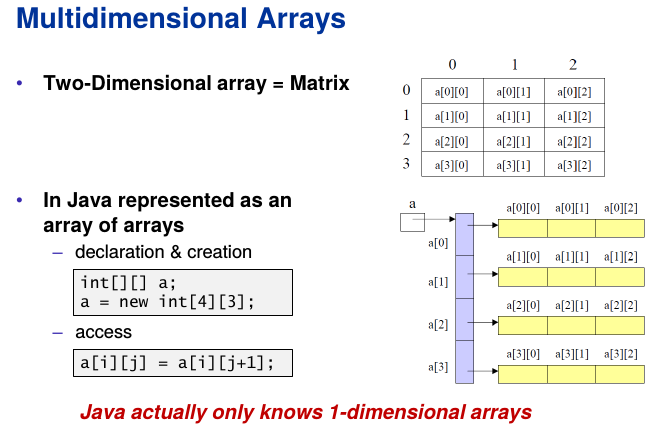 Multidimensional Arrays
• Two-Dimensional array = Matrix
0 1 2
0 a[0][0] a[0][1] a[0][2]
1 a[1][0] a[1][1] a[1][2]
2 a[2][0] a[2][1] a[2][2]
3 a[3][0] a[3][1] a[3][2]
• In Java represented as an
array of arrays
– declaration & creation
int[][] a;
a = new int[4][3];
– access
a[i][j] = a[i][j+1];
a
a[0][0] a[0][1] a[0][2]
a[0]
a[1][0] a[1][1] a[1][2]
a[1]
a[2][0] a[2][1] a[2][2]
a[2]
a[3][0] a[3][1] a[3][2]
a[3]
Java actually only knows 1-dimensional arrays